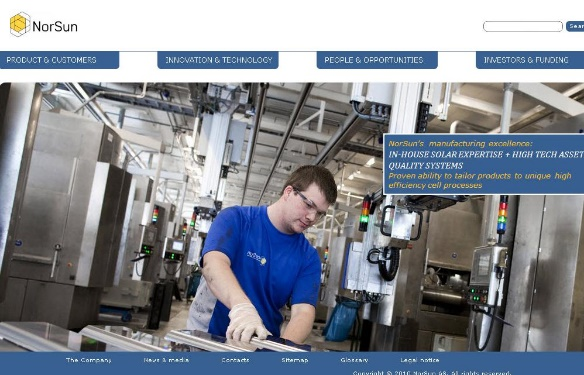 NorSun
Sear
PRODUCT & CUSTOMERS
INNOVATION & TECHNOLOGY
PEOPLE & OPPORTUNITIES
INVESTORS & FUNDING
NorSun's manufacturing excellence:
IN-HOUSE SOLAR EXPERTISE + HIGH TECH ASSET
QUALITY SYSTEMS
Proven ability to tailor products to unique high
efficiency cell processes
NorSun
The Company
News & media
Contacts
Sitemap
Glossary
Legal notice
Copyright © 2010 NorSun AS. All rights reserved.